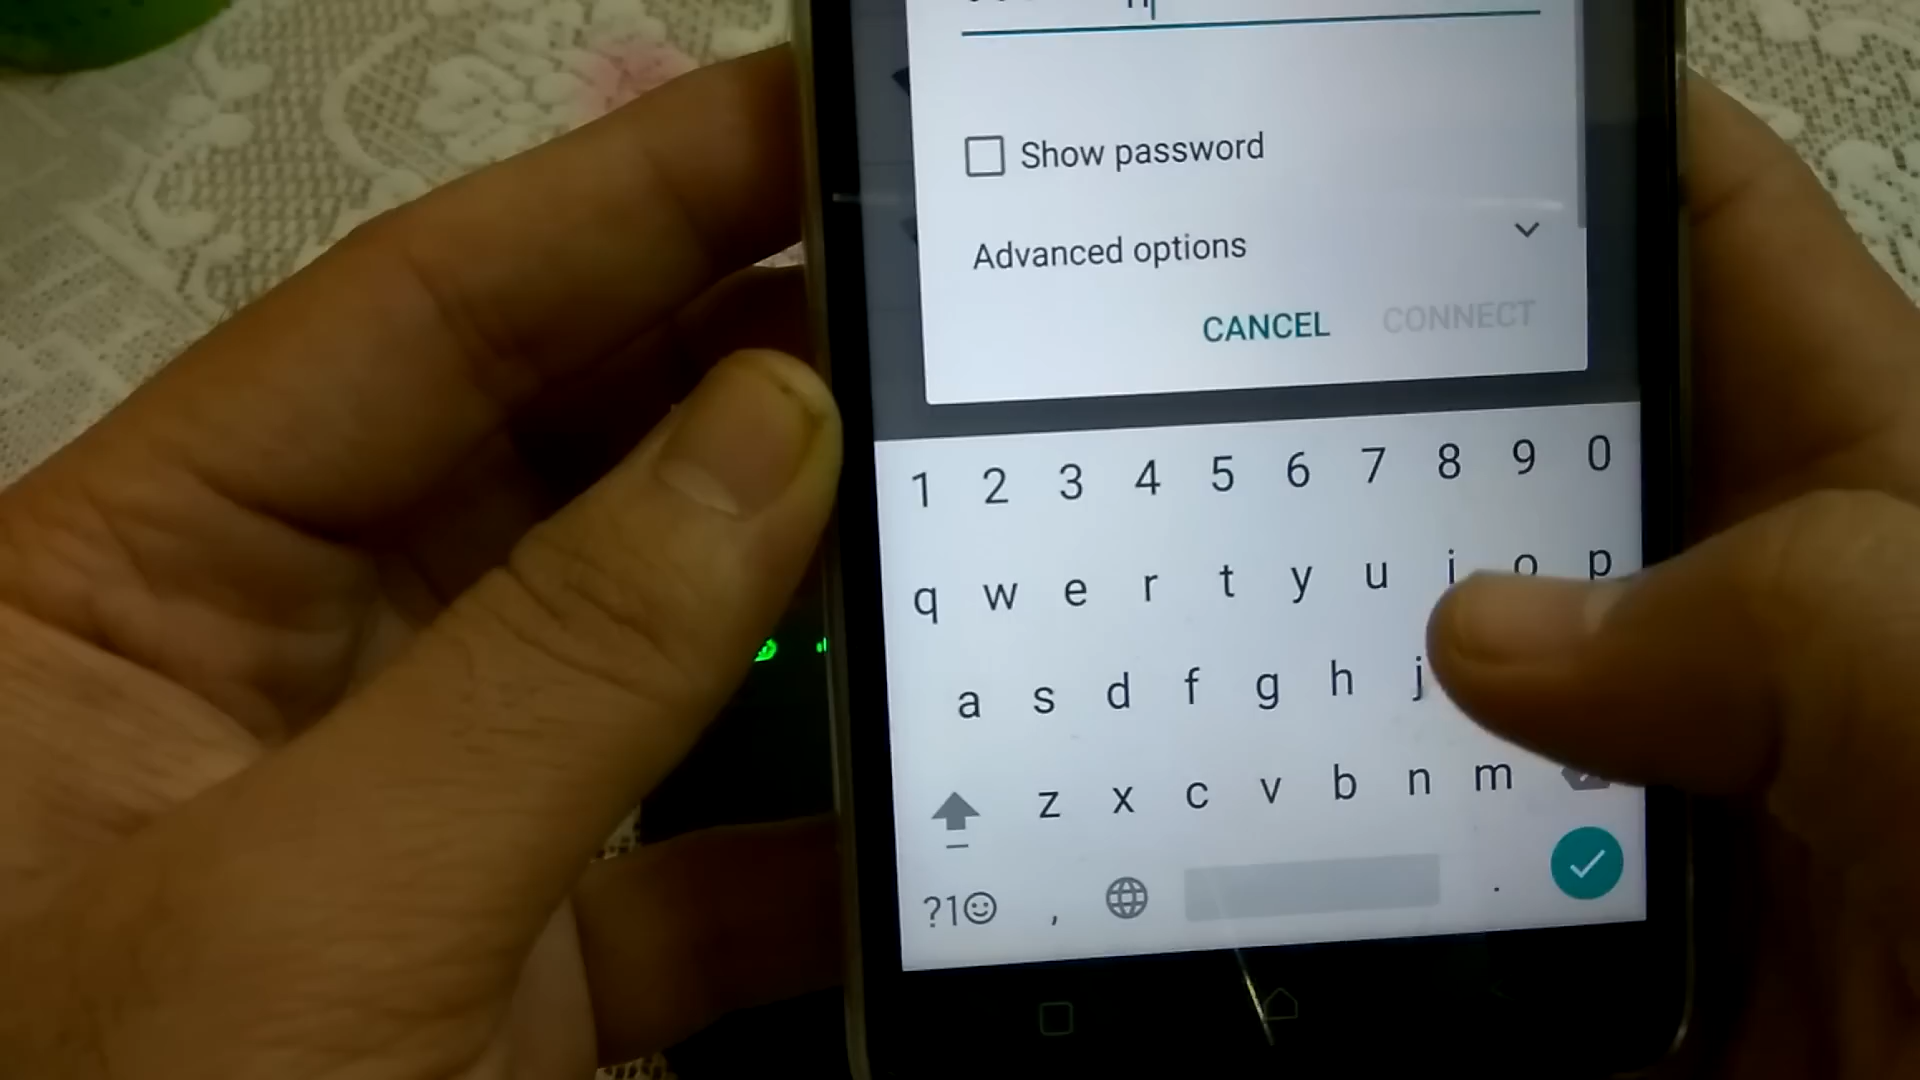 Show password
Advanced options
CANCEL CONNECT
1 2 3 4 5 6 7 8 9 0
q w e r t y u i o p
a s d f g h j
z x c v b n m
?1☺ , .